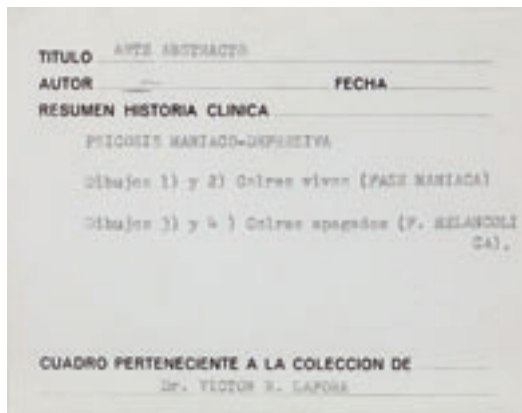 TITULO ARTE ABSTRACTO
AUTOR — FECHA
RESUMEN HISTORIA CLINICA
PSICOSIS MANIACO-DEPRESIVA
Dibujos 1) y 2) Colres vivos (FASE MANIACA)
Dibujos 3) y 4 ) Colres apagados (F. MELANCOLI
CA).
CUADRO PERTENECIENTE A LA COLECCION DE
Dr. VICTOR R.